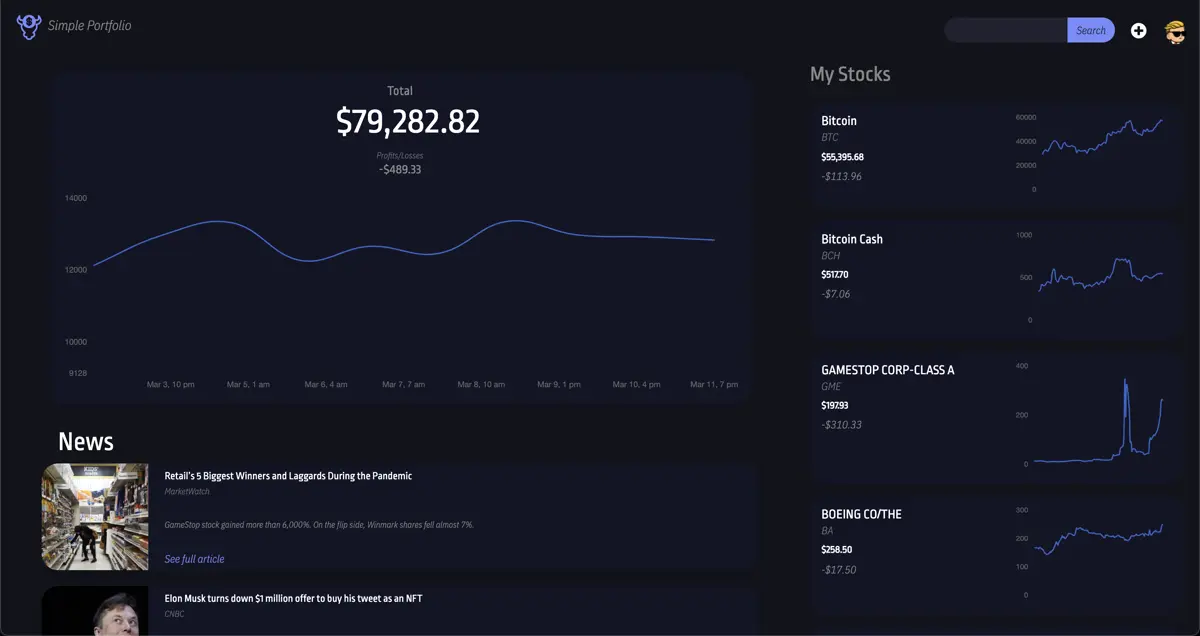 Simple Portfolio
Search
Total
$79,282.82
Profits/Losses
-$489.33
14000
12000
10000
9128
Mar 3, 10 pm
Mar 5, 1 am
Mar 6, 4 am
Mar 7, 7 am
Mar 8, 10 am
Mar 9, 1 pm
Mar 10, 4 pm
Mar 11, 7 pm
News
Retail's 5 Biggest Winners and Laggards During the Pandemic
MarketWatch
GameStop stock gained more than 6,000%. On the flip side, Winmark shares fell almost 7%.
See full article
Elon Musk turns down $1 million offer to buy his tweet as an NFT
CNBC
My Stocks
Bitcoin
BTC
$55,395.68
-$113.96
60000
40000
20000
0
Bitcoin Cash
BCH
$517.70
-$7.06
1000
500
0
GAMESTOP CORP-CLASS A
GME
$197.93
-$310.33
400
200
0
BOEING CO/THE
BA
$258.50
-$17.50
300
200
100
0